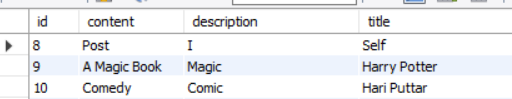 id content description title
8 Post I Self
9 A Magic Book Magic Harry Potter
10 Comedy Comic Hari Puttar